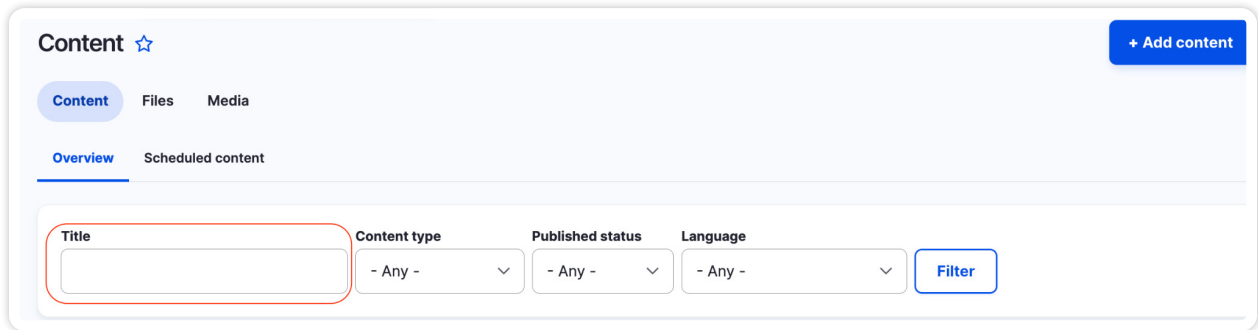 Content
+ Add content
Content Files Media
Overview Scheduled content
Title Content type Published status Language
- Any - - Any - - Any - Filter